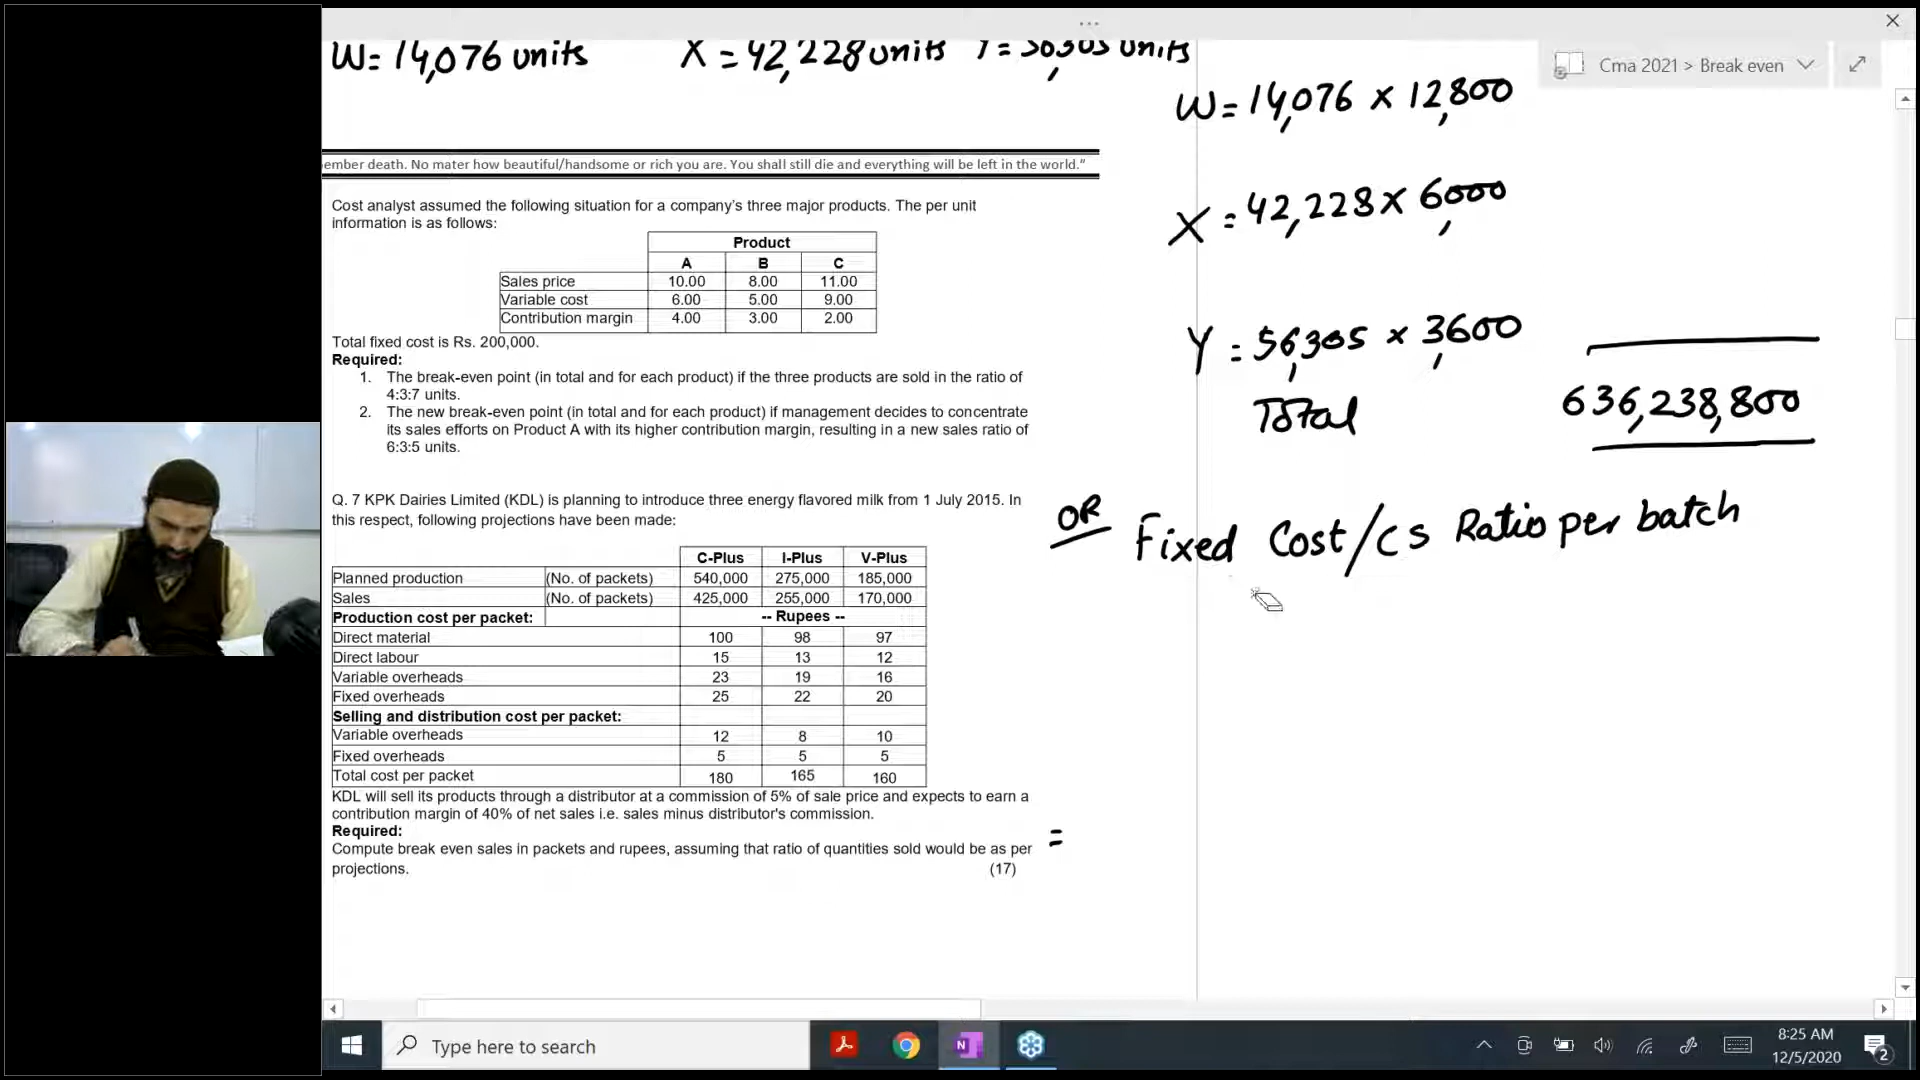 W = 14,076 units X = 42,228 units Y = 56,305 units
Cma 2021 > Break even
W = 14,076 × 12,800
ember death. No mater how beautiful/handsome or rich you are. You shall still die and everything will be left in the world."
X = 42,228 × 6,000
Y = 56,305 × 3,600
Total 636,238,800
OR Fixed Cost/CS Ratio per batch
Cost analyst assumed the following situation for a company's three major products. The per unit
information is as follows:
Product
A B C
Sales price 10.00 8.00 11.00
Variable cost 6.00 5.00 9.00
Contribution margin 4.00 3.00 2.00
Total fixed cost is Rs. 200,000.
Required:
1. The break-even point (in total and for each product) if the three products are sold in the ratio of
4:3:7 units.
2. The new break-even point (in total and for each product) if management decides to concentrate
its sales efforts on Product A with its higher contribution margin, resulting in a new sales ratio of
6:3:5 units.
Q. 7 KPK Dairies Limited (KDL) is planning to introduce three energy flavored milk from 1 July 2015. In
this respect, following projections have been made:
C-Plus I-Plus V-Plus
Planned production (No. of packets) 540,000 275,000 185,000
Sales (No. of packets) 425,000 255,000 170,000
Production cost per packet: -- Rupees --
Direct material 100 98 97
Direct labour 15 13 12
Variable overheads 23 19 16
Fixed overheads 25 22 20
Selling and distribution cost per packet:
Variable overheads 12 8 10
Fixed overheads 5 5 5
Total cost per packet 180 165 160
KDL will sell its products through a distributor at a commission of 5% of sale price and expects to earn a
contribution margin of 40% of net sales i.e. sales minus distributor's commission.
Required:
Compute break even sales in packets and rupees, assuming that ratio of quantities sold would be as per =
projections. (17)
Type here to search
8:25 AM
12/5/2020
2